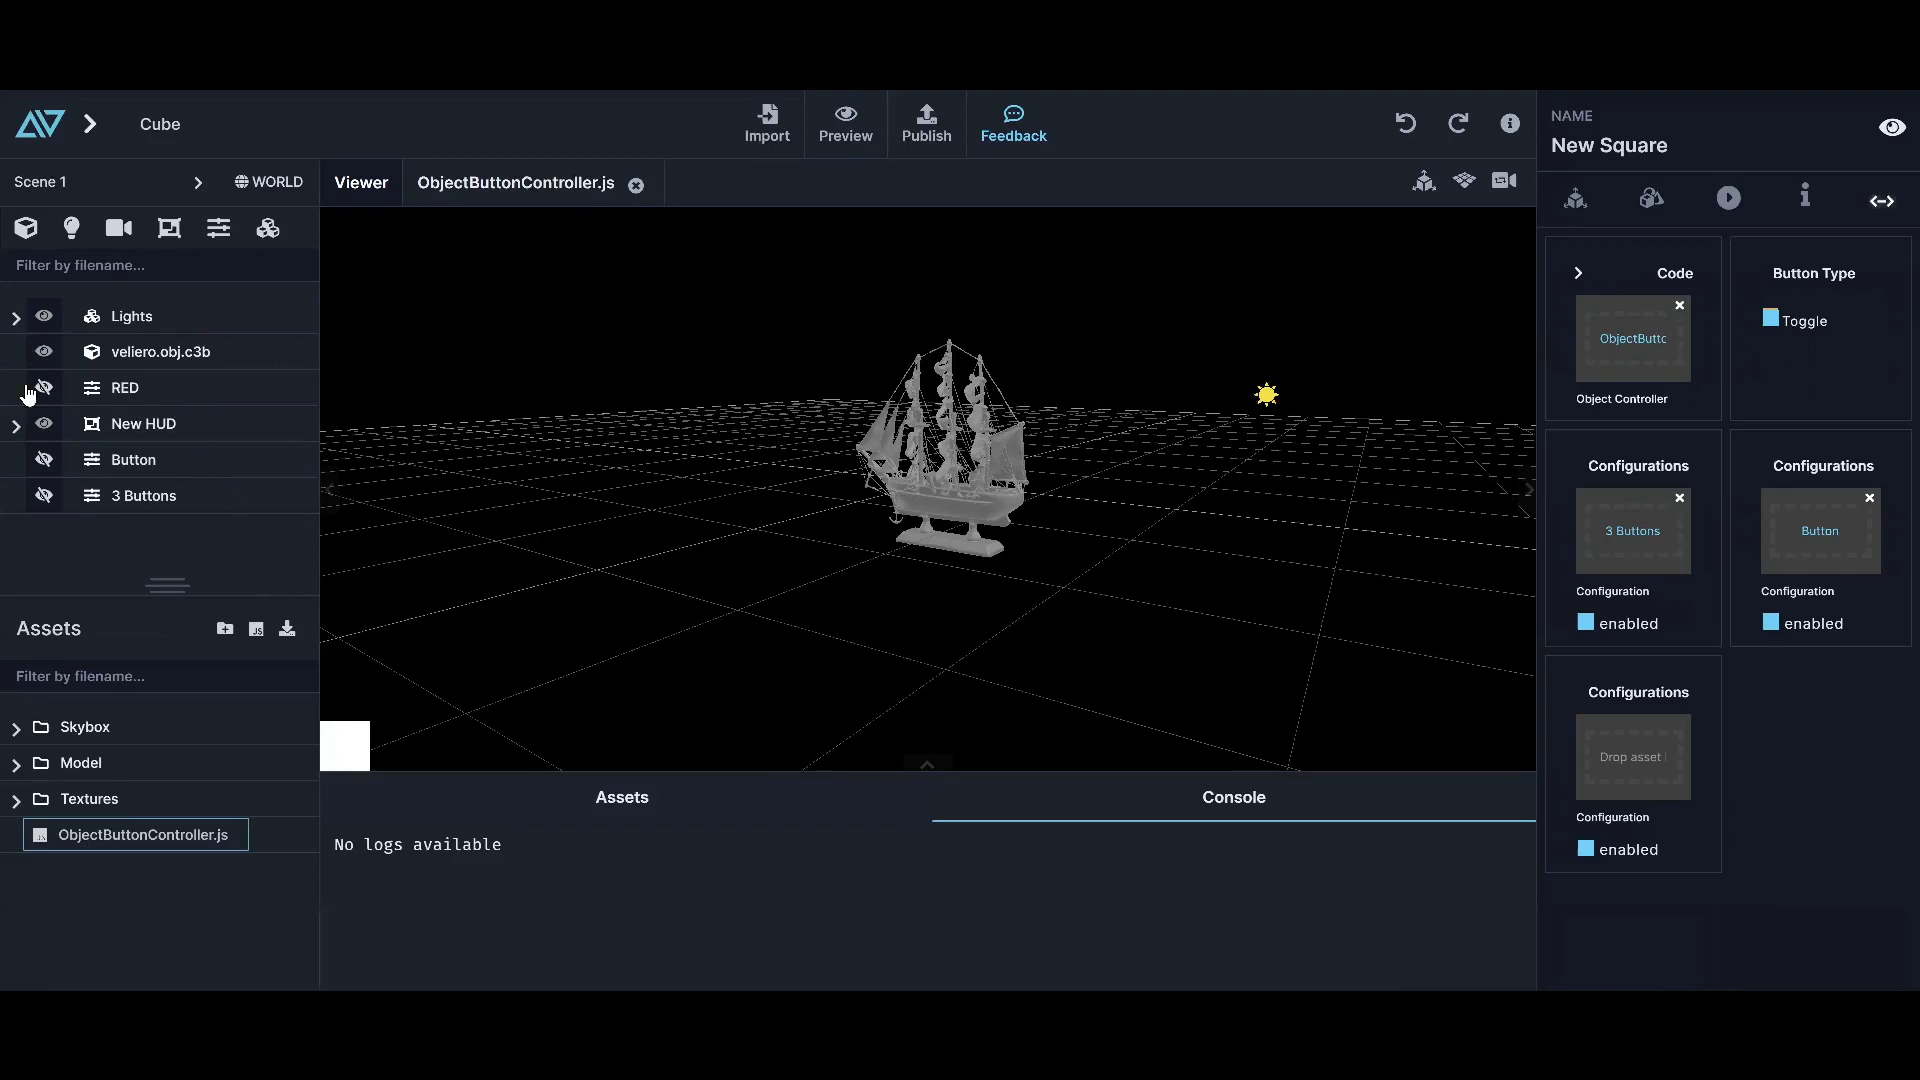 Cube
Import
Preview
Publish
Feedback
NAME
New Square
Scene 1
WORLD
Viewer
ObjectButtonController.js
Filter by filename...
Lights
veliero.obj.c3b
RED
New HUD
Button
3 Buttons
Assets
Filter by filename...
Skybox
Model
Textures
JS ObjectButtonController.js
Assets
Console
No logs available
Code
ObjectButtc
Object Controller
Button Type
Toggle
Configurations
3 Buttons
Configuration
enabled
Configurations
Button
Configuration
enabled
Configurations
Drop asset
Configuration
enabled